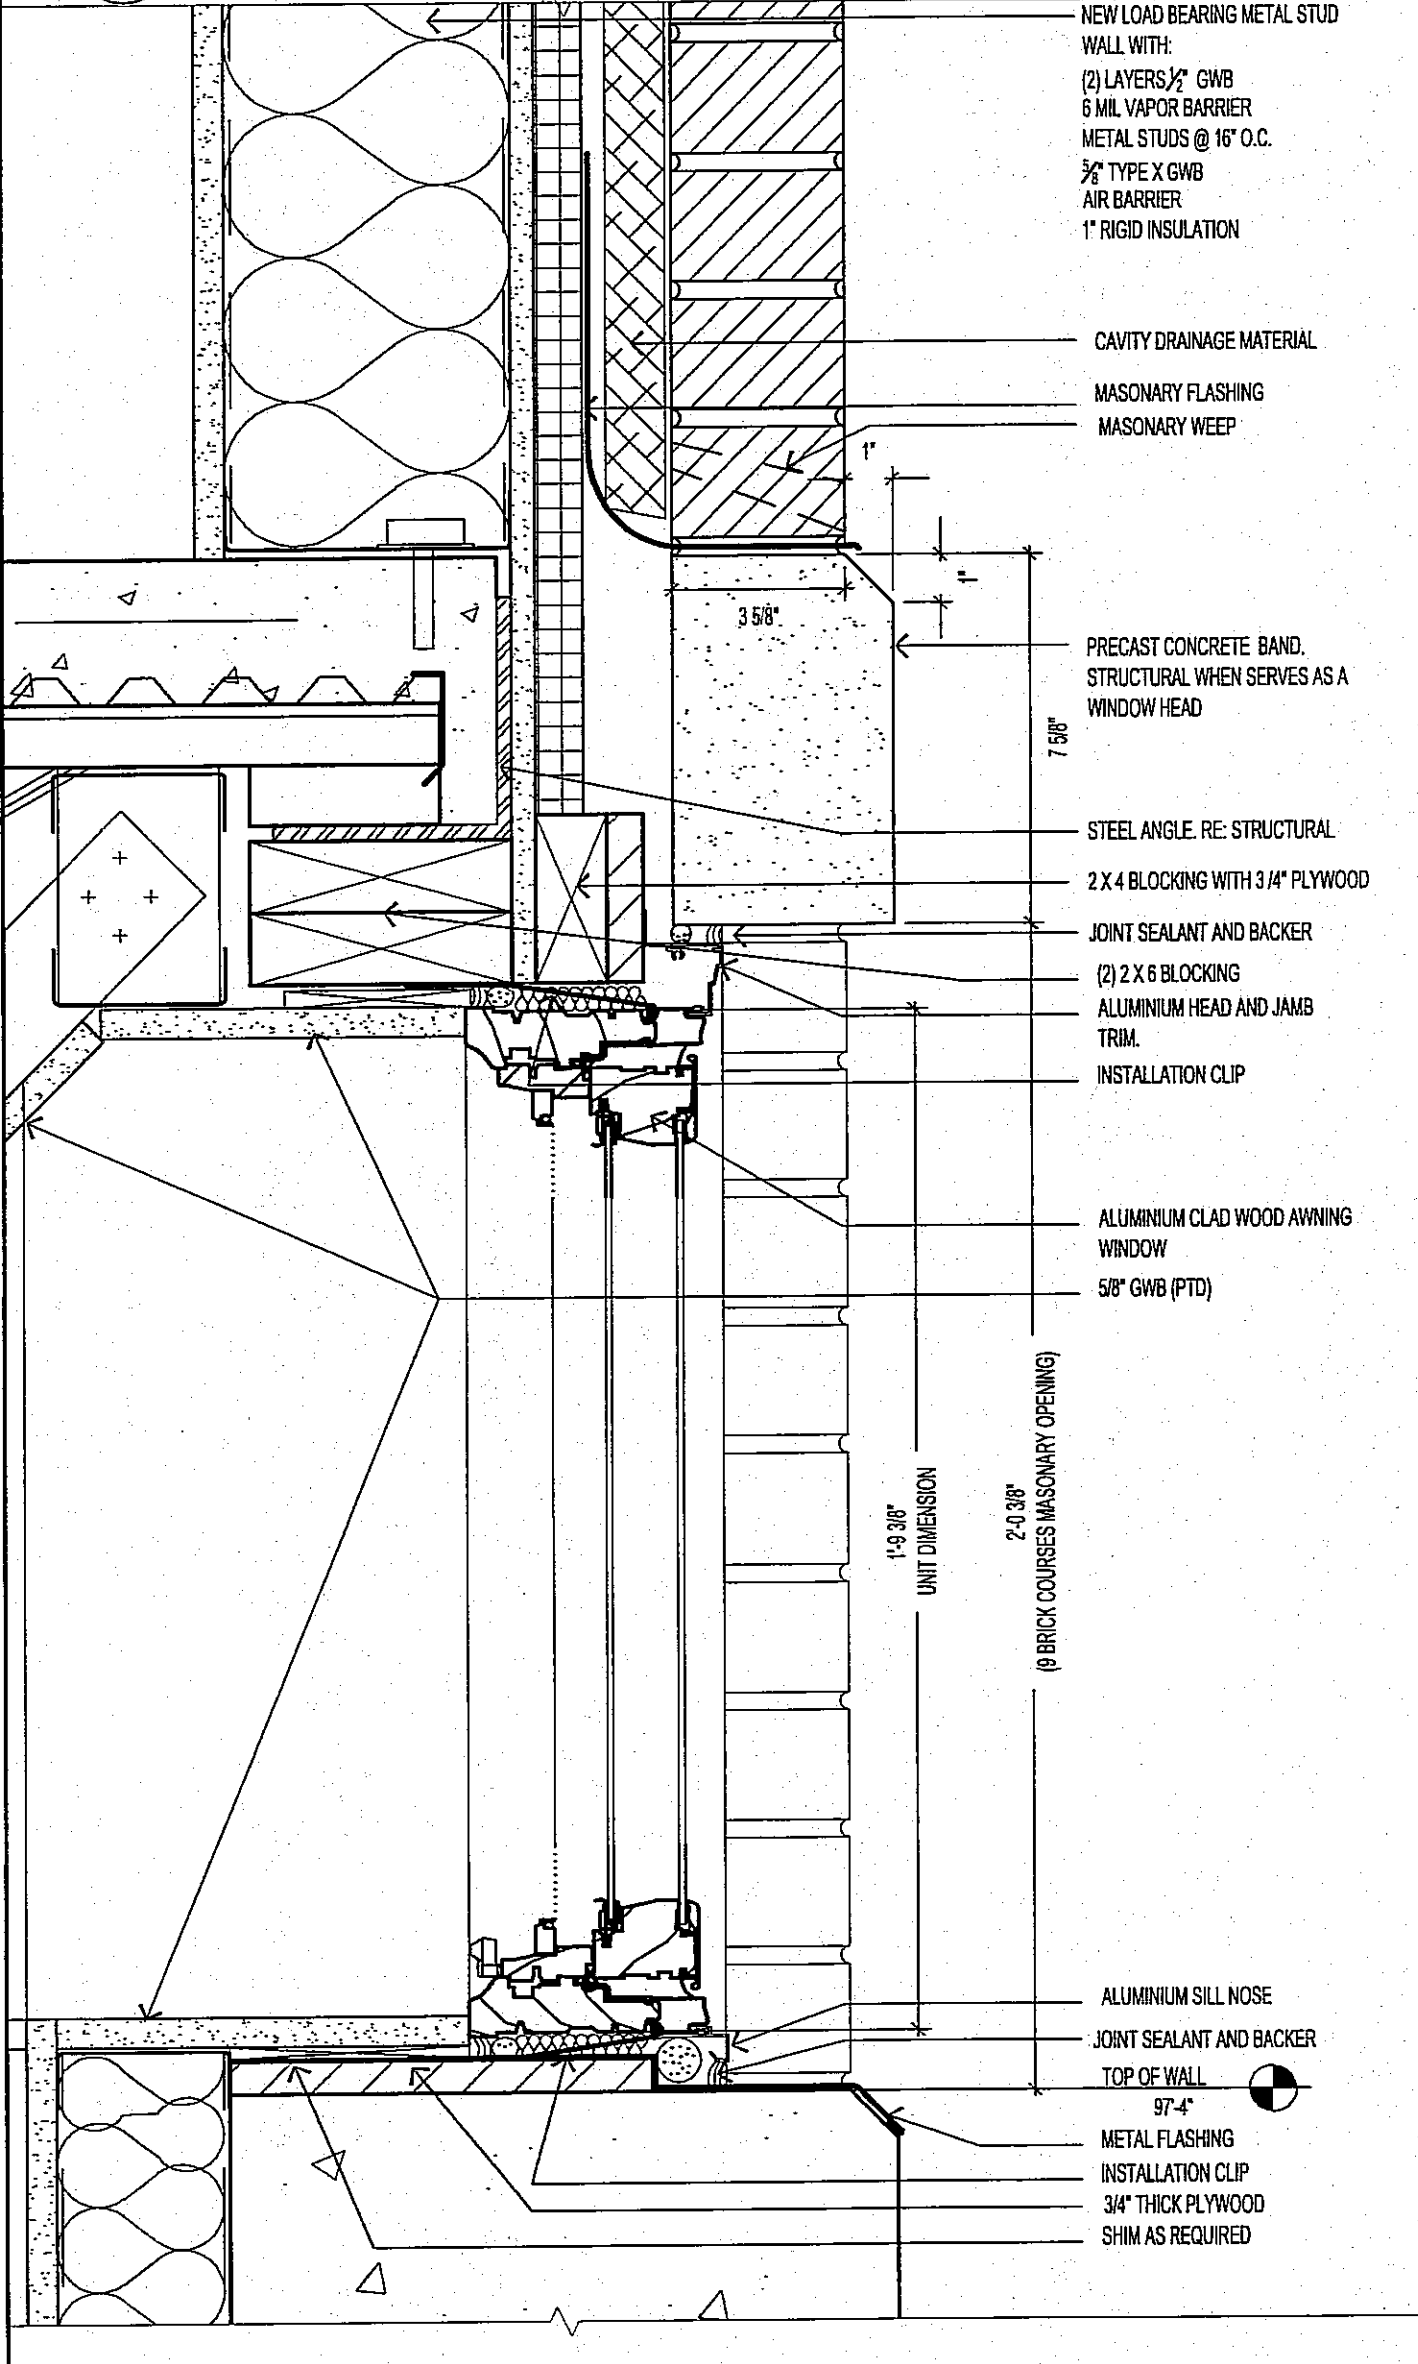 NEW LOAD BEARING METAL STUD
WALL WITH:
(2) LAYERS 1/2" GWB
6 MIL VAPOR BARRIER
METAL STUDS @ 16" O.C.
5/8" TYPE X GWB
AIR BARRIER
1" RIGID INSULATION
CAVITY DRAINAGE MATERIAL
MASONARY FLASHING
MASONARY WEEP
1"
1"
3 5/8"
PRECAST CONCRETE BAND.
STRUCTURAL WHEN SERVES AS A
WINDOW HEAD
7 5/8"
STEEL ANGLE. RE: STRUCTURAL
2 X 4 BLOCKING WITH 3/4" PLYWOOD
JOINT SEALANT AND BACKER
(2) 2 X 6 BLOCKING
ALUMINIUM HEAD AND JAMB
TRIM.
INSTALLATION CLIP
ALUMINIUM CLAD WOOD AWNING
WINDOW
5/8" GWB (PTD)
1'-9 3/8"
UNIT DIMENSION
2'-0 3/8"
(9 BRICK COURSES MASONARY OPENING)
ALUMINIUM SILL NOSE
JOINT SEALANT AND BACKER
TOP OF WALL
97'-4"
METAL FLASHING
INSTALLATION CLIP
3/4" THICK PLYWOOD
SHIM AS REQUIRED